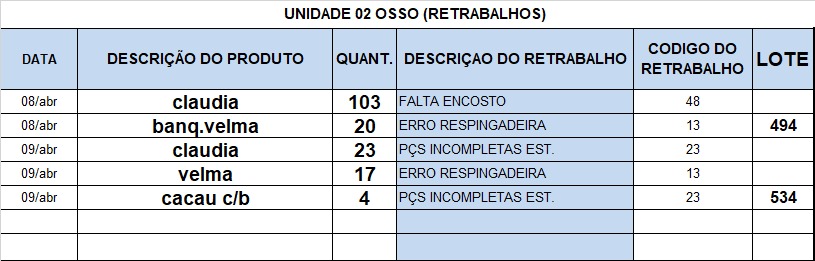 UNIDADE 02 OSSO (RETRABALHOS)
DATA DESCRIÇÃO DO PRODUTO QUANT. DESCRIÇAO DO RETRABALHO CODIGO DO RETRABALHO LOTE
08/abr claudia 103 FALTA ENCOSTO 48
08/abr banq.velma 20 ERRO RESPINGADEIRA 13 494
09/abr claudia 23 PÇS INCOMPLETAS EST. 23
09/abr velma 17 ERRO RESPINGADEIRA 13
09/abr cacau c/b 4 PÇS INCOMPLETAS EST. 23 534